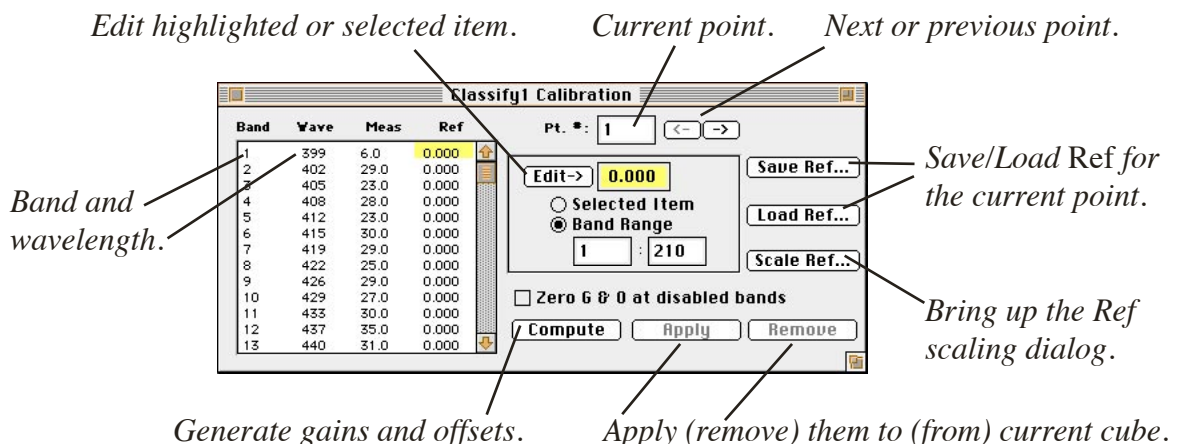 Edit highlighted or selected item.
Current point.
Next or previous point.
Classify1 Calibration
Band Wave Meas Ref
1 399 6.0 0.000
2 402 29.0 0.000
3 405 23.0 0.000
4 408 28.0 0.000
5 412 23.0 0.000
6 415 30.0 0.000
7 419 29.0 0.000
8 422 25.0 0.000
9 426 29.0 0.000
10 429 27.0 0.000
11 433 30.0 0.000
12 437 35.0 0.000
13 440 31.0 0.000
Pt. #: 1 <- ->
Edit-> 0.000
Selected Item
Band Range
1 : 210
Zero G & O at disabled bands
Compute Apply Remove
Save Ref...
Load Ref...
Scale Ref...
Band and
wavelength.
Save/Load Ref for
the current point.
Bring up the Ref
scaling dialog.
Generate gains and offsets.
Apply (remove) them to (from) current cube.